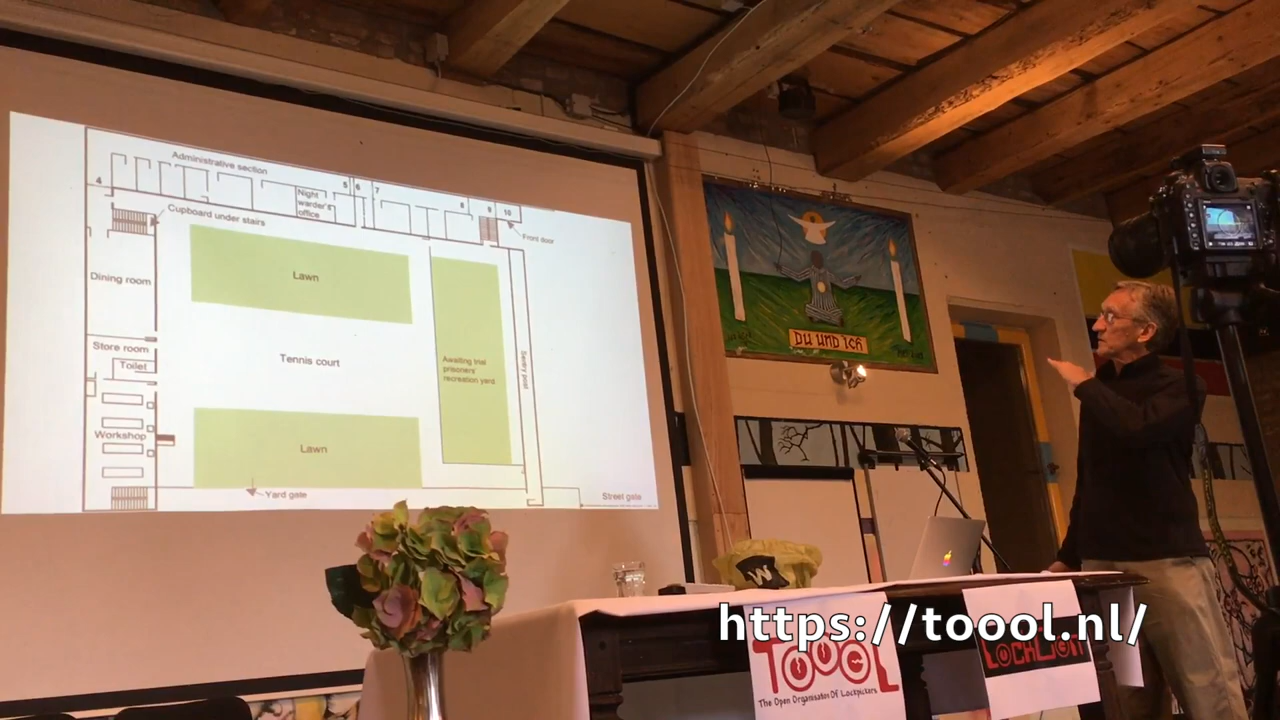 Administrative section
4
5
6
7
8
9
10
Night
warder's
office
Cupboard under stairs
Front door
Dining room
Lawn
Store room
Toilet
Tennis court
Awaiting trial
prisoners'
recreation yard
Sentry post
Workshop
Lawn
Yard gate
Street gate
DU UND ICH
W
https://toool.nl/
TOOOL
The Open Organisation Of Lockpickers
LOCKCON